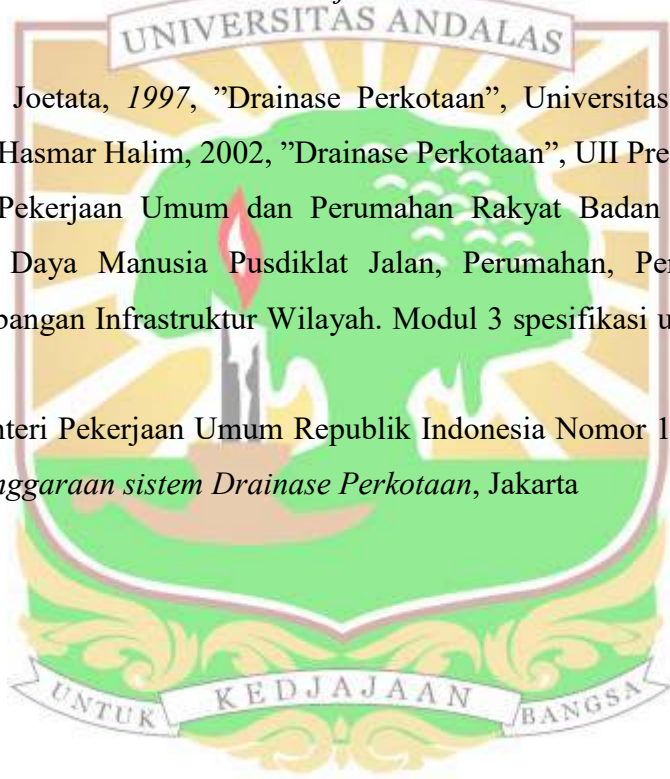 UNIVERSITAS ANDALAS
Joetata, 1997, ”Drainase Perkotaan”, Universitas
Hasmar Halim, 2002, ”Drainase Perkotaan”, UII Pre
Pekerjaan Umum dan Perumahan Rakyat Badan
Daya Manusia Pusdiklat Jalan, Perumahan, Per
bangan Infrastruktur Wilayah. Modul 3 spesifikasi u
nteri Pekerjaan Umum Republik Indonesia Nomor 1
nggaraan sistem Drainase Perkotaan, Jakarta
UNTUK KEDJAJAAN BANGSA